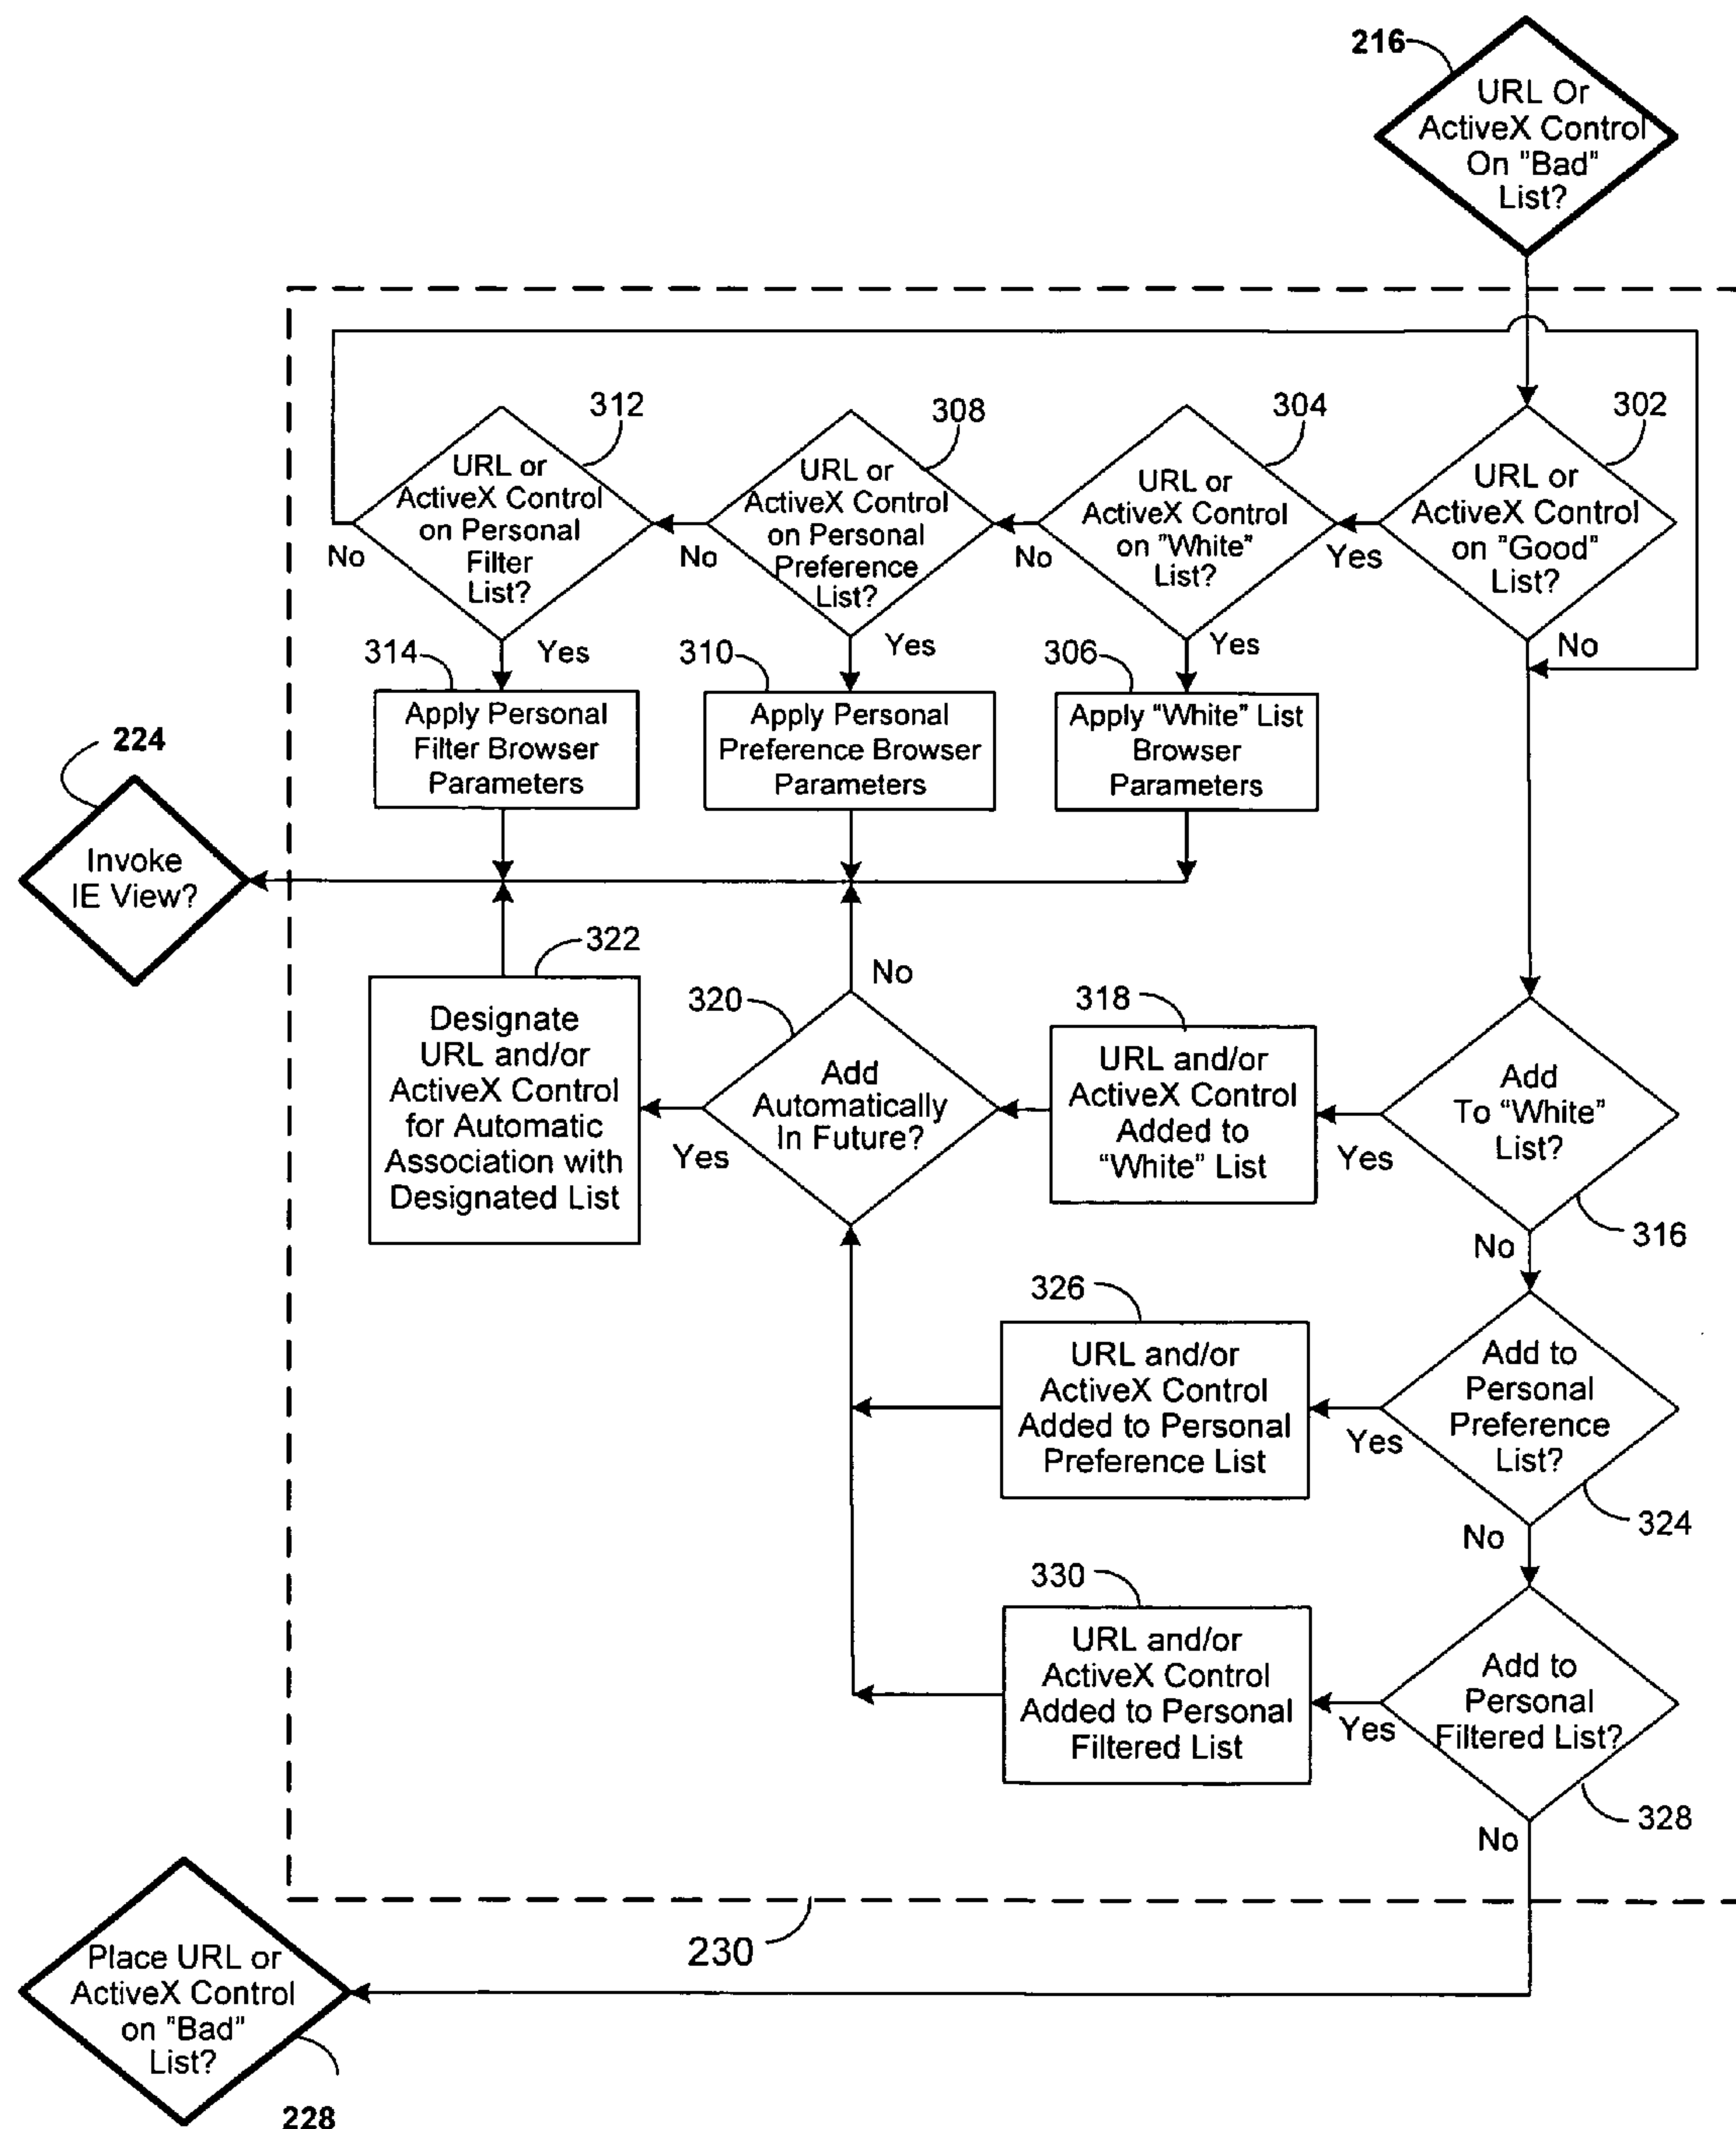 216
URL Or
ActiveX Control
On "Bad"
List?
312
308
304
302
URL or
ActiveX Control
on Personal
Filter
List?
URL or
ActiveX Control
on Personal
Preference
List?
URL or
ActiveX Control
on "White"
List?
URL or
ActiveX Control
on "Good"
List?
No
No
No
Yes
314
Yes
310
Yes
306
Yes
No
Apply Personal
Filter Browser
Parameters
Apply Personal
Preference Browser
Parameters
Apply “White” List
Browser
Parameters
224
Invoke
IE View?
322
No
320
318
Designate
URL and/or
ActiveX Control
for Automatic
Association with
Designated List
Yes
Add
Automatically
In Future?
URL and/or
ActiveX Control
Added to
“White” List
Yes
Add
To “White”
List?
316
No
326
URL and/or
ActiveX Control
Added to Personal
Preference List
Yes
Add to
Personal
Preference
List?
324
No
330
URL and/or
ActiveX Control
Added to Personal
Filtered List
Yes
Add to
Personal
Filtered List?
328
No
230
Place URL or
ActiveX Control
on "Bad"
List?
228